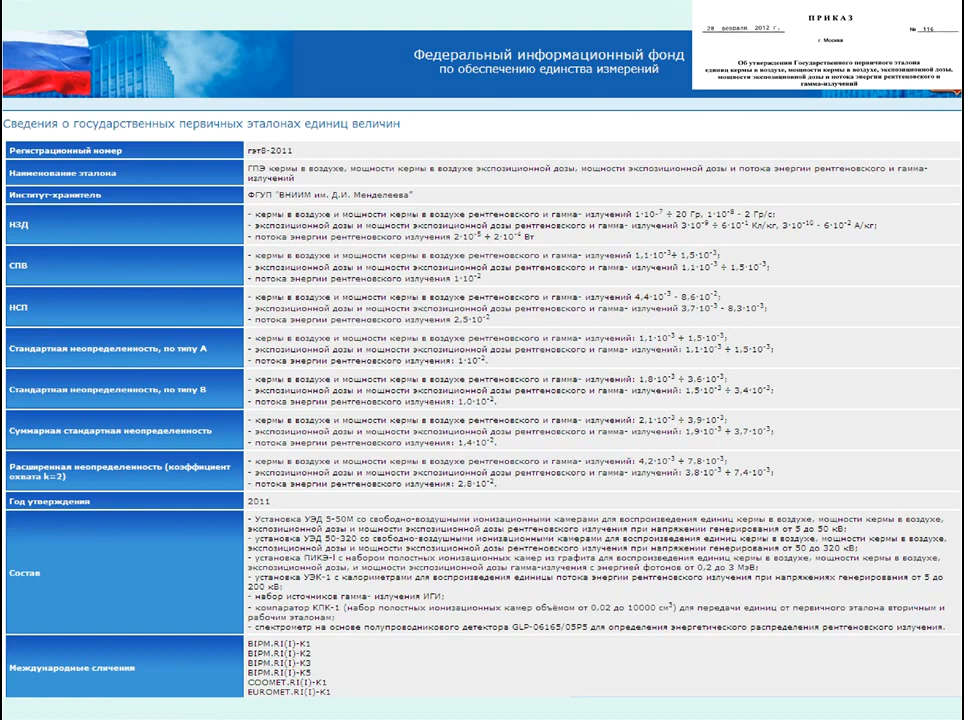 ПРИКАЗ
28 февраля 2012 г. № 116
г. Москва
Об утверждении Государственного первичного эталона
единиц кермы в воздухе, мощности кермы в воздухе, экспозиционной дозы,
мощности экспозиционной дозы и потока энергии рентгеновского и
гамма-излучений
Федеральный информационный фонд
по обеспечению единства измерений
Сведения о государственных первичных эталонах единиц величин
Регистрационный номер
гэт8-2011
Наименование эталона
ГПЭ кермы в воздухе, мощности кермы в воздухе экспозиционной дозы, мощности экспозиционной дозы и потока энергии рентгеновского и гамма-
излучений
Институт-хранитель
ФГУП "ВНИИМ им. Д.И. Менделеева"
НЗД
- кермы в воздухе и мощности кермы в воздухе рентгеновского и гамма- излучений 1·10-⁷ ÷ 20 Гр, 1·10⁻⁸ - 2 Гр/с;
- экспозиционной дозы и мощности экспозиционной дозы рентгеновского и гамма- излучений 3·10⁻⁹ ÷ 6·10⁻¹ Кл/кг, 3·10⁻¹⁰ - 6·10⁻² А/кг;
- потока энергии рентгеновского излучения 2·10⁻⁵ ÷ 2·10⁻⁴ Вт
СПВ
- кермы в воздухе и мощности кермы в воздухе рентгеновского и гамма- излучений 1,1·10⁻³÷ 1,5·10⁻³;
- экспозиционной дозы и мощности экспозиционной дозы рентгеновского и гамма- излучений 1,1·10⁻³ ÷ 1,5·10⁻³;
- потока энергии рентгеновского излучения 1·10⁻²
НСП
- кермы в воздухе и мощности кермы в воздухе рентгеновского и гамма- излучений 4,4·10⁻³ - 8,6·10⁻²;
- экспозиционной дозы и мощности экспозиционной дозы рентгеновского и гамма- излучений 3,7·10⁻³ - 8,3·10⁻³;
- потока энергии рентгеновского излучения 2,5·10⁻²
Стандартная неопределенность, по типу А
- кермы в воздухе и мощности кермы в воздухе рентгеновского и гамма- излучений: 1,1·10⁻³ ÷ 1,5·10⁻³;
- экспозиционной дозы и мощности экспозиционной дозы рентгеновского и гамма- излучений: 1,1·10⁻³ ÷ 1,5·10⁻³;
- потока энергии рентгеновского излучения: 1·10⁻².
Стандартная неопределенность, по типу В
- кермы в воздухе и мощности кермы в воздухе рентгеновского и гамма- излучений: 1,8·10⁻³ ÷ 3,6·10⁻³;
- экспозиционной дозы и мощности экспозиционной дозы рентгеновского и гамма- излучений: 1,5·10⁻³ ÷ 3,4·10⁻²;
- потока энергии рентгеновского излучения: 1,0·10⁻².
Суммарная стандартная неопределенность
- кермы в воздухе и мощности кермы в воздухе рентгеновского и гамма- излучений: 2,1·10⁻³ ÷ 3,9·10⁻²;
- экспозиционной дозы и мощности экспозиционной дозы рентгеновского и гамма- излучений: 1,9·10⁻³ ÷ 3,7·10⁻³;
- потока энергии рентгеновского излучения: 1,4·10⁻².
Расширенная неопределенность (коэффициент
охвата k=2)
- кермы в воздухе и мощности кермы в воздухе рентгеновского и гамма- излучений: 4,2·10⁻³ ÷ 7,8·10⁻³;
- экспозиционной дозы и мощности экспозиционной дозы рентгеновского и гамма- излучений: 3,8·10⁻³ ÷ 7,4·10⁻³;
- потока энергии рентгеновского излучения: 2,8·10⁻².
Год утверждения
2011
Состав
- Установка УЭД 5-50М со свободно-воздушными ионизационными камерами для воспроизведения единиц кермы в воздухе, мощности кермы в воздухе,
экспозиционной дозы и мощности экспозиционной дозы рентгеновского излучения при напряжении генерирования от 5 до 50 кВ;
- установка УЭД 50-320 со свободно-воздушными ионизационными камерами для воспроизведения единиц кермы в воздухе, мощности кермы в воздухе,
экспозиционной дозы и мощности экспозиционной дозы рентгеновского излучения при напряжении генерирования от 50 до 320 кВ;
- установка ПИКЭ-I с набором полостных ионизационных камер из графита для воспроизведения единиц кермы в воздухе, мощности кермы в воздухе,
экспозиционной дозы, и мощности экспозиционной дозы гамма-излучения с энергией фотонов от 0,2 до 3 МэВ;
- установка УЭК-1 с калориметрами для воспроизведения единицы потока энергии рентгеновского излучения при напряжениях генерирования от 5 до
200 кВ;
- набор источников гамма- излучения ИГИ;
- компаратор КПК-1 (набор полостных ионизационных камер объёмом от 0,02 до 10000 см³) для передачи единиц от первичного эталона вторичным и
рабочим эталонам;
- спектрометр на основе полупроводникового детектора GLP-06165/05P5 для определения энергетического распределения рентгеновского излучения.
Международные сличения
BIPM.RI(I)-K1
BIPM.RI(I)-K2
BIPM.RI(I)-K3
BIPM.RI(I)-K5
COOMET.RI(I)-K1
EUROMET.RI(I)-K1